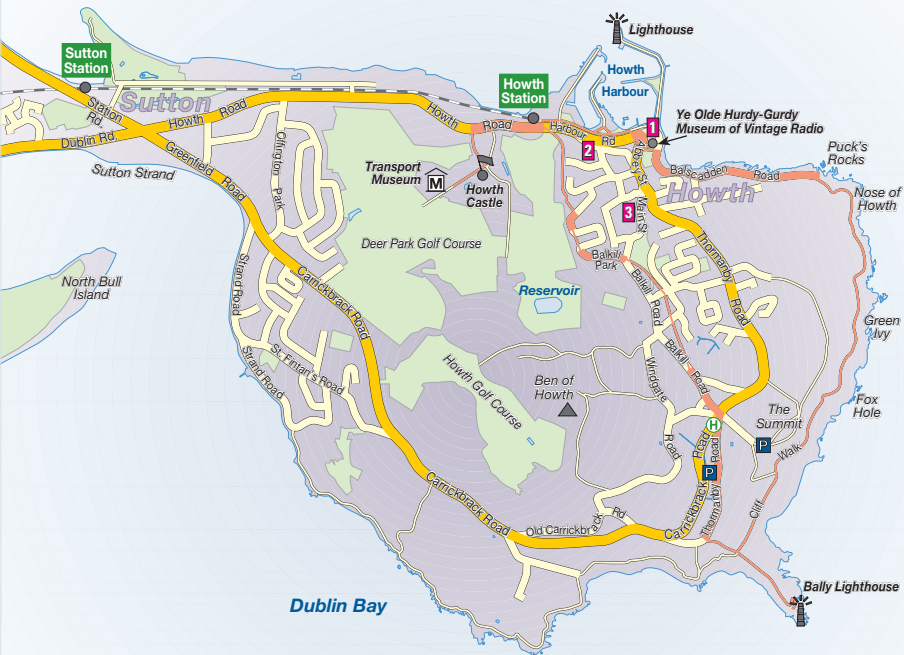 Lighthouse
Sutton
Station
Howth
Harbour
Howth
Station
Sutton
Station
Rd.
Howth Road
Howth
Road
Harbour
Rd
1
Ye Olde Hurdy-Gurdy
Museum of Vintage Radio
Dublin Rd.
2
Abbey St
Puck's
Rocks
Greenfield Road
Offington Park
Sutton Strand
Transport
Museum
M
Howth
Castle
Balscadden Road
Howth
Nose of
Howth
3
Main St
Deer Park Golf Course
Thormanby Road
Strand Road
Balkill
Park
North Bull
Island
Carrickbrack Road
Balkill Road
Reservoir
Green
Ivy
St. Fintan's Road
Strand Road
Howth Golf Course
Windgate Road
Balkill Road
Ben of
Howth
Fox
Hole
The
Summit
H
P
Walk
P
Carrickbrack Road
Carrickbrack Road
Thormanby Road
Cliff
Old Carrickbrack Rd
Bally Lighthouse
Dublin Bay